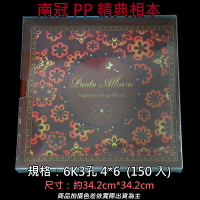 南冠 PP 精典相本
Paoto Album
規格：6K3孔 4*6 (150 入)
尺寸：約34.2cm*34.2cm
商品拍攝色差依實際出貨為主